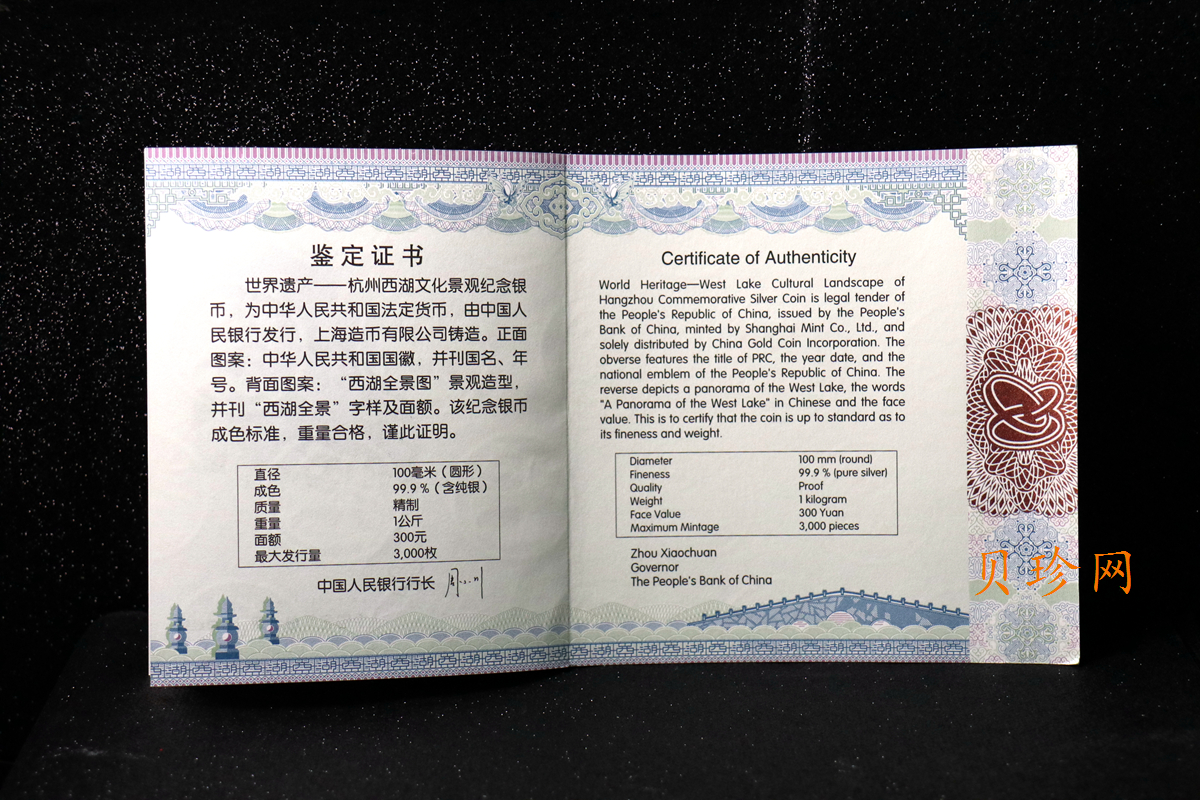 鉴定证书
世界遗产——杭州西湖文化景观纪念银
币，为中华人民共和国法定货币，由中国人
民银行发行，上海造币有限公司铸造。正面
图案：中华人民共和国国徽，并刊国名、年
号。背面图案：“西湖全景图”景观造型，
并刊“西湖全景”字样及面额。该纪念银币
成色标准，重量合格，谨此证明。
直径 100毫米（圆形）
成色 99.9％（含纯银）
质量 精制
重量 1公斤
面额 300元
最大发行量 3,000枚
中国人民银行行长 周小川
Certificate of Authenticity
World Heritage—West Lake Cultural Landscape of
Hangzhou Commemorative Silver Coin is legal tender of
the People's Republic of China, issued by the People's
Bank of China, minted by Shanghai Mint Co., Ltd., and
solely distributed by China Gold Coin Incorporation. The
obverse features the title of PRC, the year date, and the
national emblem of the People's Republic of China. The
reverse depicts a panorama of the West Lake, the words
"A Panorama of the West Lake" in Chinese and the face
value. This is to certify that the coin is up to standard as to
its fineness and weight.
Diameter 100 mm (round)
Fineness 99.9 % (pure silver)
Quality Proof
Weight 1 kilogram
Face Value 300 Yuan
Maximum Mintage 3,000 pieces
Zhou Xiaochuan
Governor
The People's Bank of China
贝珍网